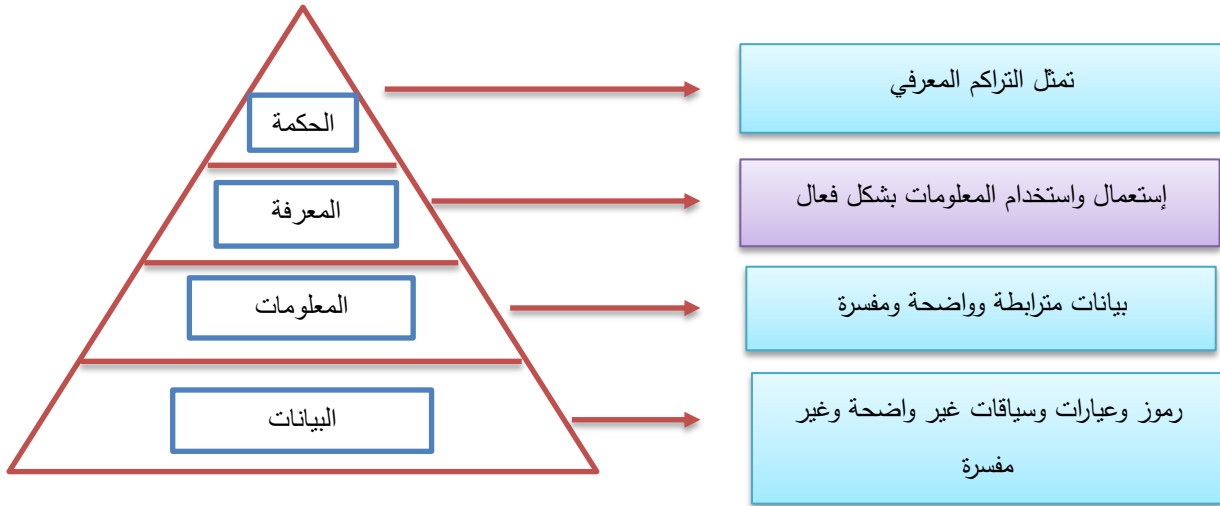 تمثل التراكم المعرفي
الحكمة
إستعمال واستخدام المعلومات بشكل فعال
المعرفة
بيانات مترابطة وواضحة ومفسرة
المعلومات
رموز وعيارات وسياقات غير واضحة وغير
مفسرة
البيانات